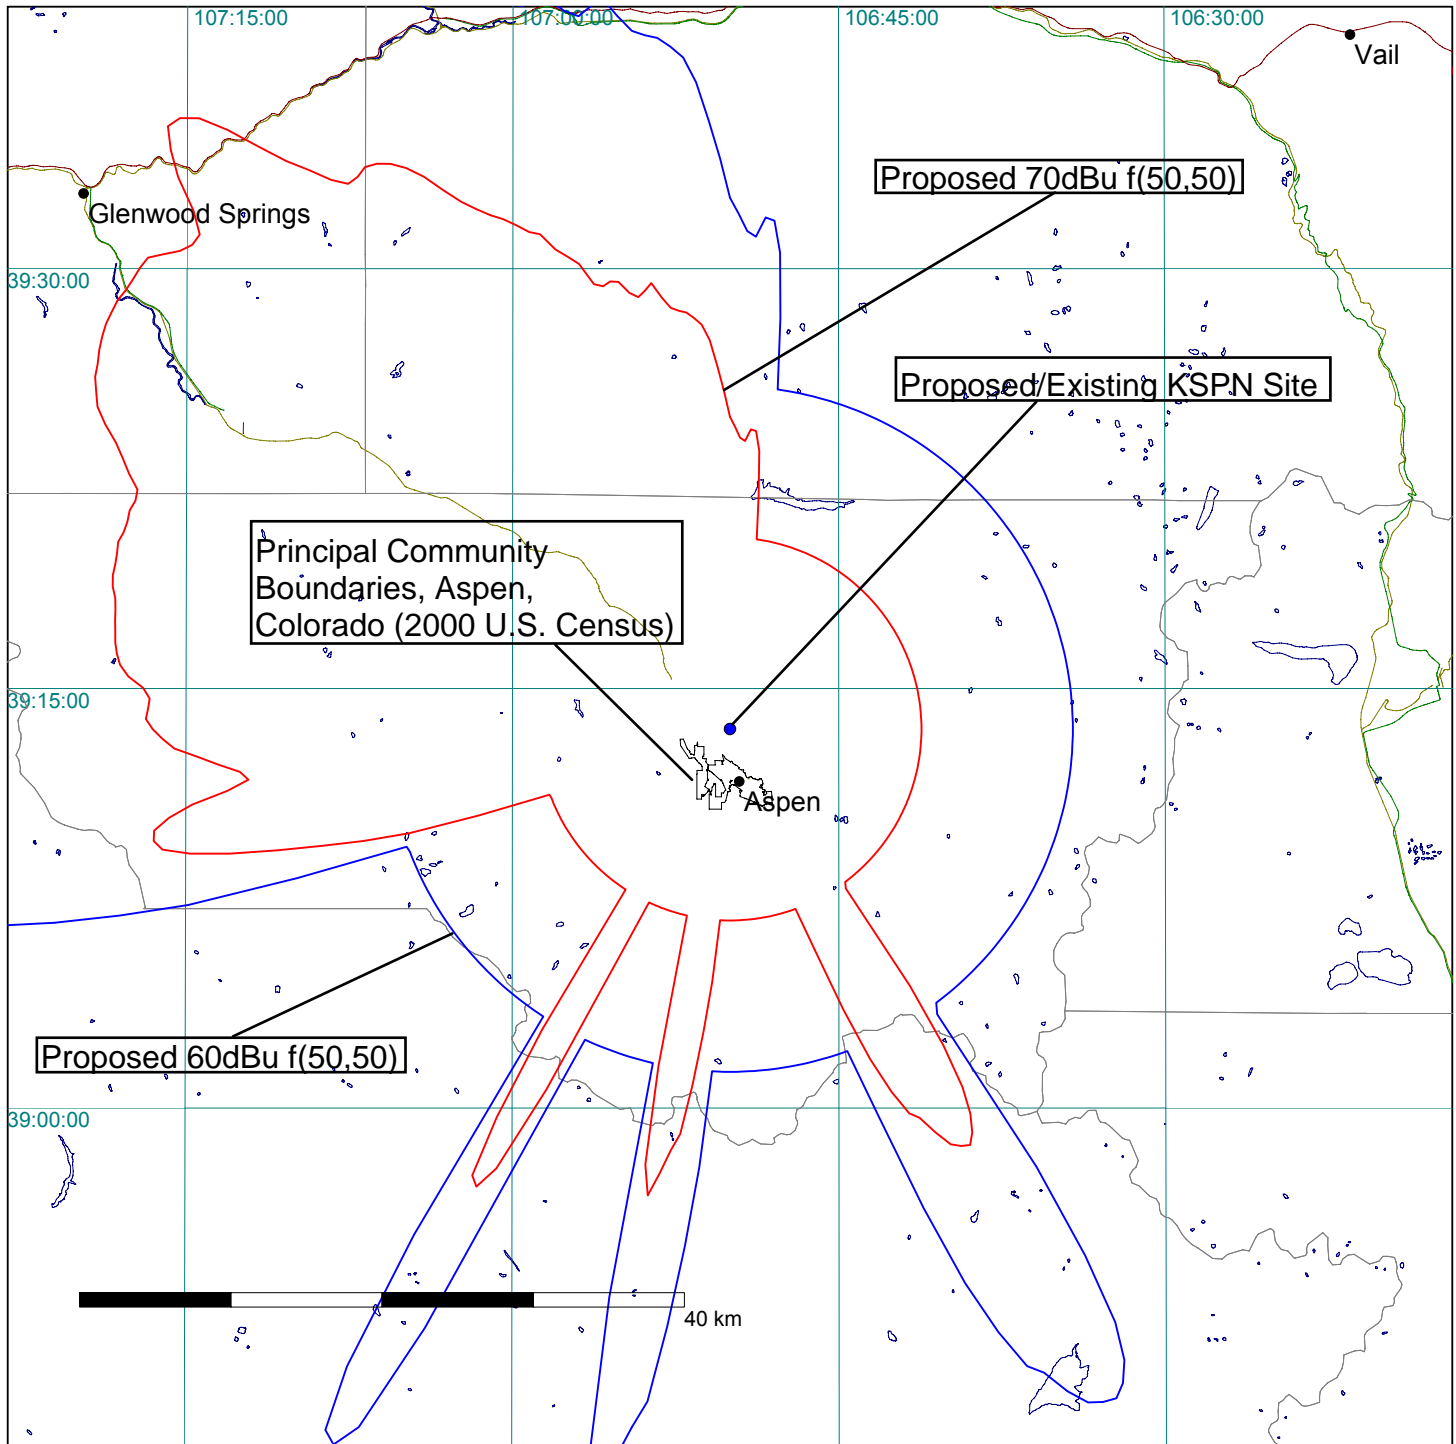 107:15:00
107:00:00
106:45:00
106:30:00
Vail
Proposed 70dBu f(50,50)
Glenwood Springs
39:30:00
Proposed/Existing KSPN Site
Principal Community
Boundaries, Aspen,
Colorado (2000 U.S. Census)
39:15:00
Aspen
Proposed 60dBu f(50,50)
39:00:00
40 km